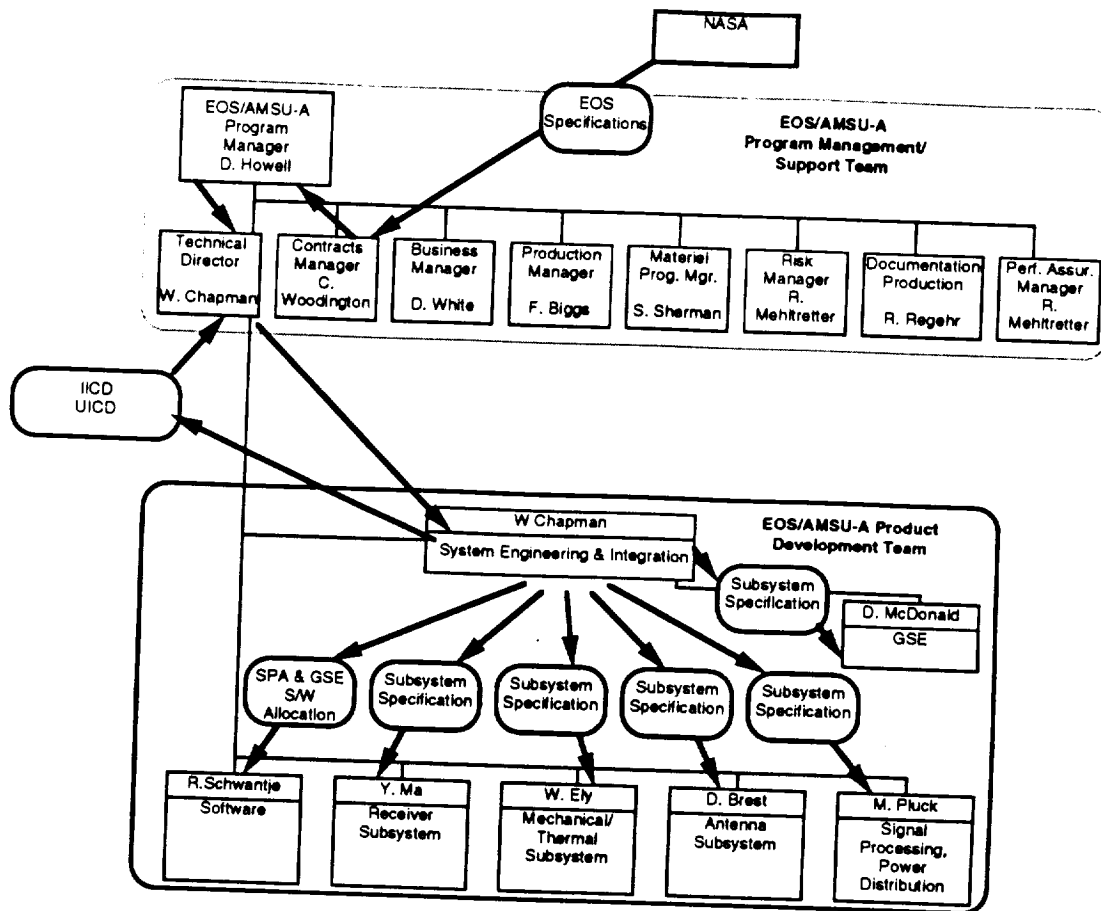 NASA
EOS
Specifications
EOS/AMSU-A
Program
Manager
D. Howell
EOS/AMSU-A
Program Management/
Support Team
Technical
Director
W. Chapman
Contracts
Manager
C.
Woodington
Business
Manager
D. White
Production
Manager
F. Biggs
Materiel
Prog. Mgr.
S. Sherman
Risk
Manager
R.
Mehltretter
Documentation
Production
R. Regehr
Perf. Assur.
Manager
R.
Mehltretter
IICD
UICD
W Chapman
System Engineering & Integration
EOS/AMSU-A Product
Development Team
Subsystem
Specification
D. McDonald
GSE
SPA & GSE
S/W
Allocation
Subsystem
Specification
Subsystem
Specification
Subsystem
Specification
Subsystem
Specification
R.Schwantje
Software
Y. Ma
Receiver
Subsystem
W. Ely
Mechanical/
Thermal
Subsystem
D. Brest
Antenna
Subsystem
M. Pluck
Signal
Processing,
Power
Distribution